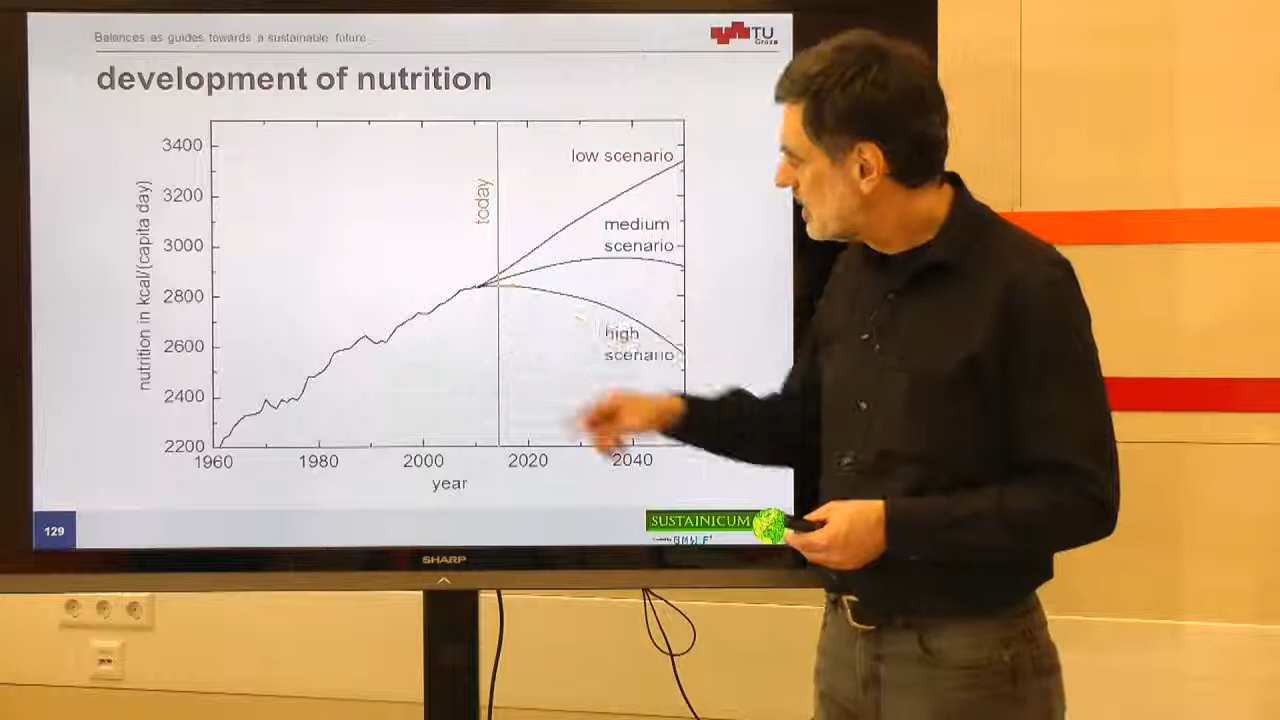 Balances as guides towards a sustainable future
TU
Graz
development of nutrition
nutrition in kcal/(capita day)
3400
3200
3000
2800
2600
2400
2200
today
low scenario
medium
scenario
high
scenario
1960
1980
2000
2020
2040
year
129
SUSTAINICUM
SHARP